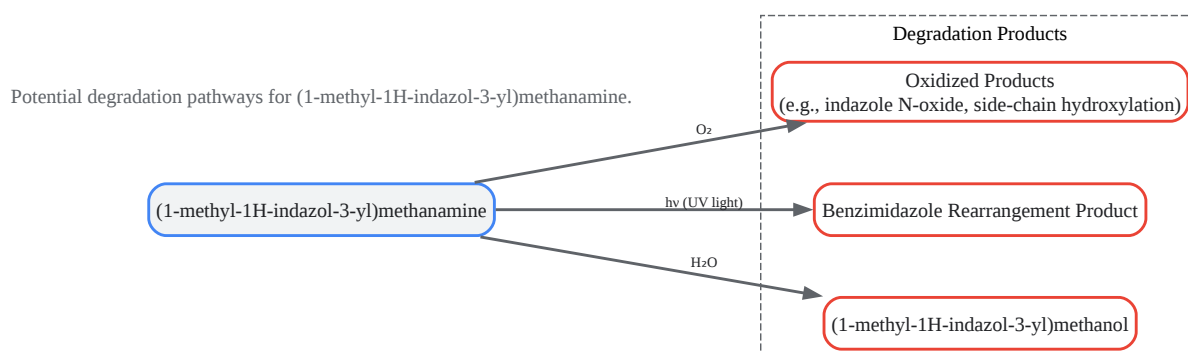 Degradation Products
Potential degradation pathways for (1-methyl-1H-indazol-3-yl)methanamine.
Oxidized Products
(e.g., indazole N-oxide, side-chain hydroxylation)
O₂
(1-methyl-1H-indazol-3-yl)methanamine
hν (UV light)
Benzimidazole Rearrangement Product
H₂O
(1-methyl-1H-indazol-3-yl)methanol